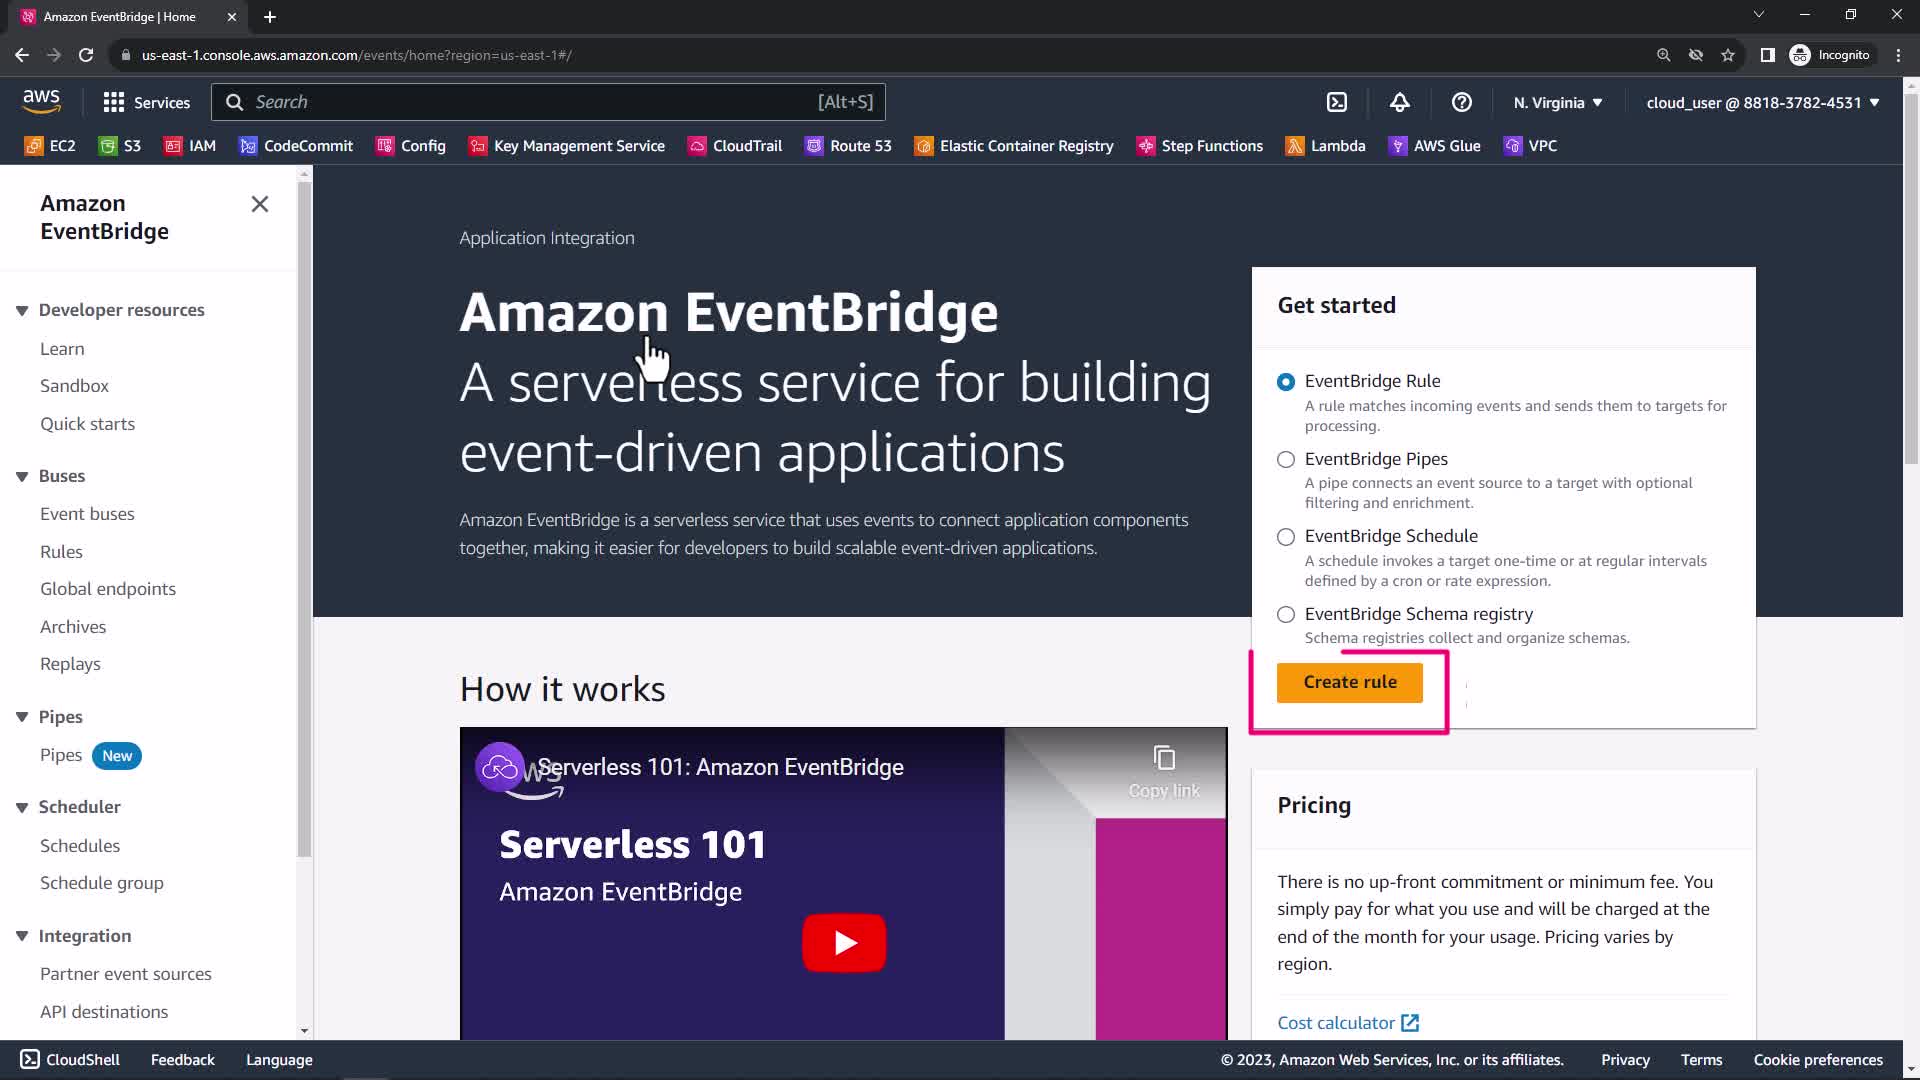 Amazon EventBridge | Home
us-east-1.console.aws.amazon.com/events/home?region=us-east-1#/
Incognito
aws
Services
Search
[Alt+S]
N. Virginia
cloud_user @ 8818-3782-4531
EC2
S3
IAM
CodeCommit
Config
Key Management Service
CloudTrail
Route 53
Elastic Container Registry
Step Functions
Lambda
AWS Glue
VPC
Amazon
EventBridge
Developer resources
Learn
Sandbox
Quick starts
Buses
Event buses
Rules
Global endpoints
Archives
Replays
Pipes
Pipes New
Scheduler
Schedules
Schedule group
Integration
Partner event sources
API destinations
Application Integration
Amazon EventBridge
A serverless service for building
event-driven applications
Amazon EventBridge is a serverless service that uses events to connect application components
together, making it easier for developers to build scalable event-driven applications.
Get started
EventBridge Rule
A rule matches incoming events and sends them to targets for
processing.
EventBridge Pipes
A pipe connects an event source to a target with optional
filtering and enrichment.
EventBridge Schedule
A schedule invokes a target one-time or at regular intervals
defined by a cron or rate expression.
EventBridge Schema registry
Schema registries collect and organize schemas.
Create rule
How it works
aws
Serverless 101: Amazon EventBridge
Copy link
Serverless 101
Amazon EventBridge
Pricing
There is no up-front commitment or minimum fee. You
simply pay for what you use and will be charged at the
end of the month for your usage. Pricing varies by
region.
Cost calculator
CloudShell
Feedback
Language
© 2023, Amazon Web Services, Inc. or its affiliates.
Privacy
Terms
Cookie preferences